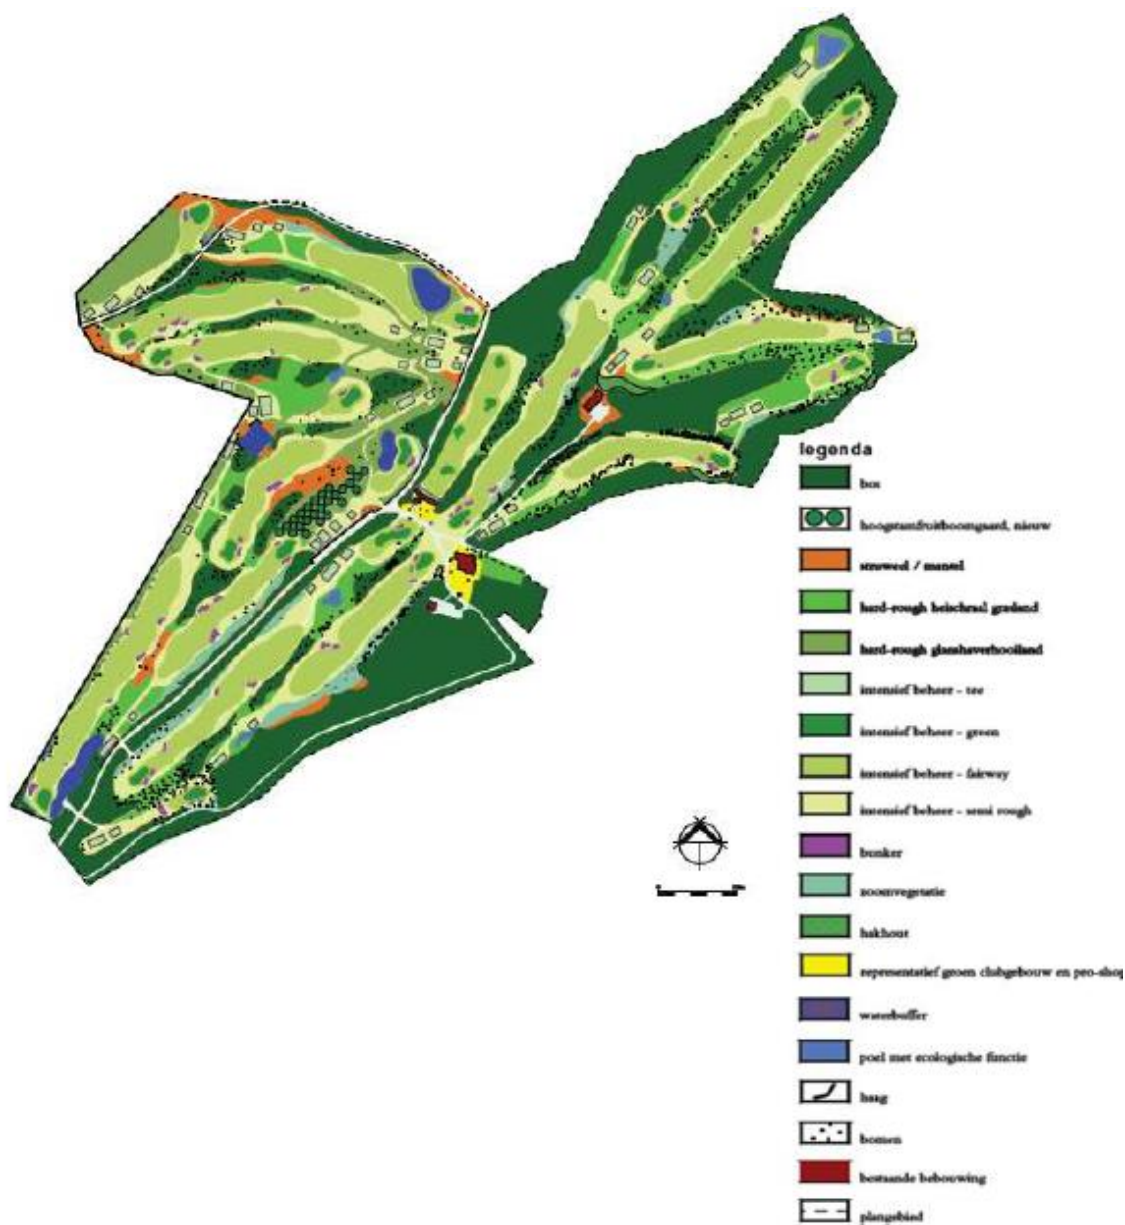 legenda
bos
hoogstamfruitboomgaard, nieuw
struweel / mantel
hard-rough heischraal grasland
hard-rough glanshaverhooiland
intensief beheer - tee
intensief beheer - green
intensief beheer - fairway
intensief beheer - semi rough
bunker
zoomvegetatie
hakhout
representatief groen clubgebouw en pro-shop
waterbuffer
poel met ecologische functie
haag
bomen
bestaande bebouwing
plangebied